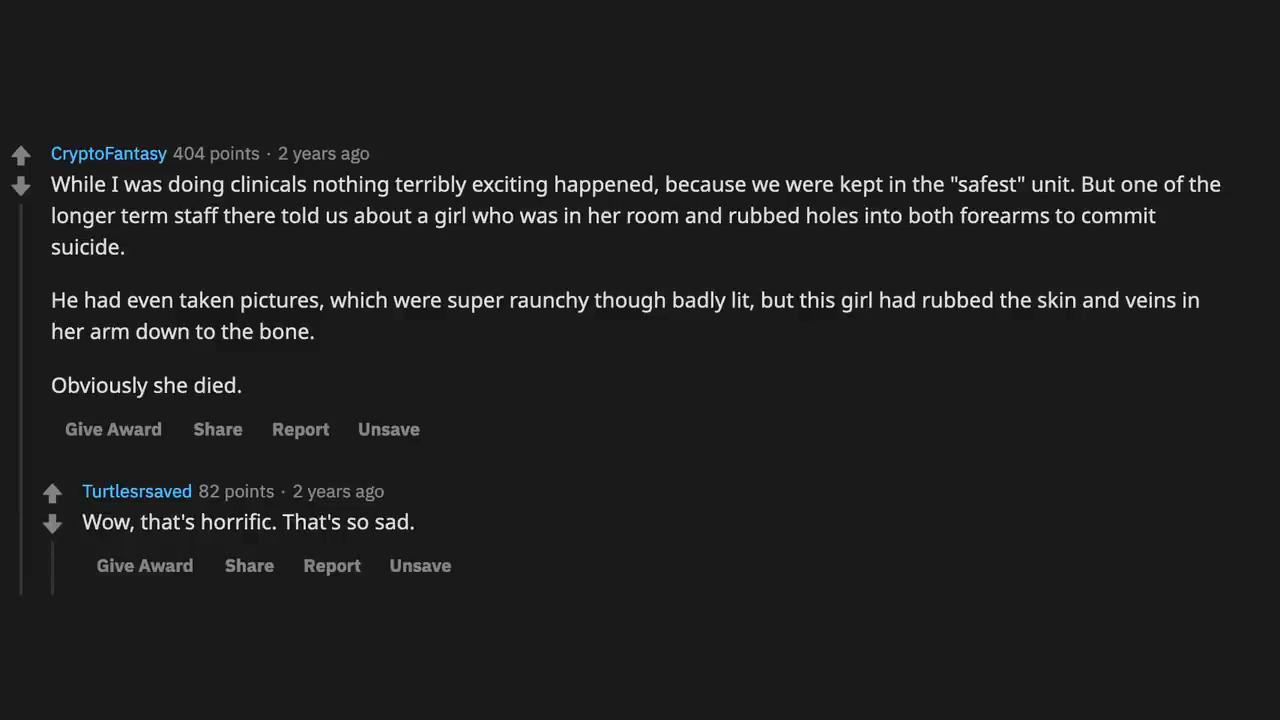 CryptoFantasy 404 points · 2 years ago
While I was doing clinicals nothing terribly exciting happened, because we were kept in the "safest" unit. But one of the
longer term staff there told us about a girl who was in her room and rubbed holes into both forearms to commit
suicide.
He had even taken pictures, which were super raunchy though badly lit, but this girl had rubbed the skin and veins in
her arm down to the bone.
Obviously she died.
Give Award Share Report Unsave
Turtlesrsaved 82 points · 2 years ago
Wow, that's horrific. That's so sad.
Give Award Share Report Unsave